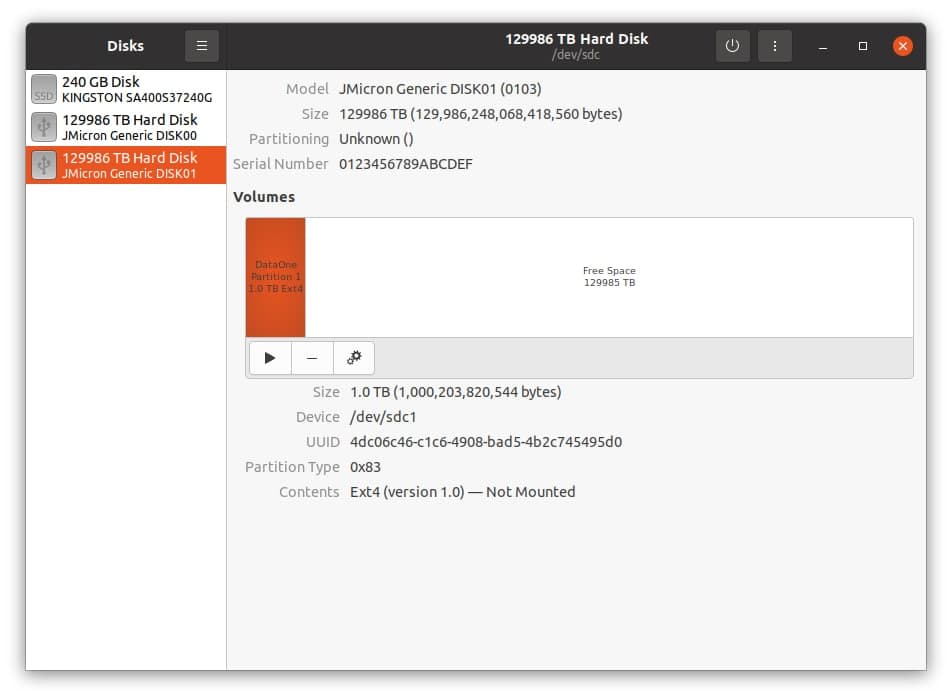 Disks
129986 TB Hard Disk
/dev/sdc
SSD
240 GB Disk
KINGSTON SA400S37240G
129986 TB Hard Disk
JMicron Generic DISK00
129986 TB Hard Disk
JMicron Generic DISK01
Model JMicron Generic DISK01 (0103)
Size 129986 TB (129,986,248,068,418,560 bytes)
Partitioning Unknown ()
Serial Number 0123456789ABCDEF
Volumes
DataOne
Partition 1
1.0 TB Ext4
Free Space
129985 TB
Size 1.0 TB (1,000,203,820,544 bytes)
Device /dev/sdc1
UUID 4dc06c46-c1c6-4908-bad5-4b2c745495d0
Partition Type 0x83
Contents Ext4 (version 1.0) — Not Mounted